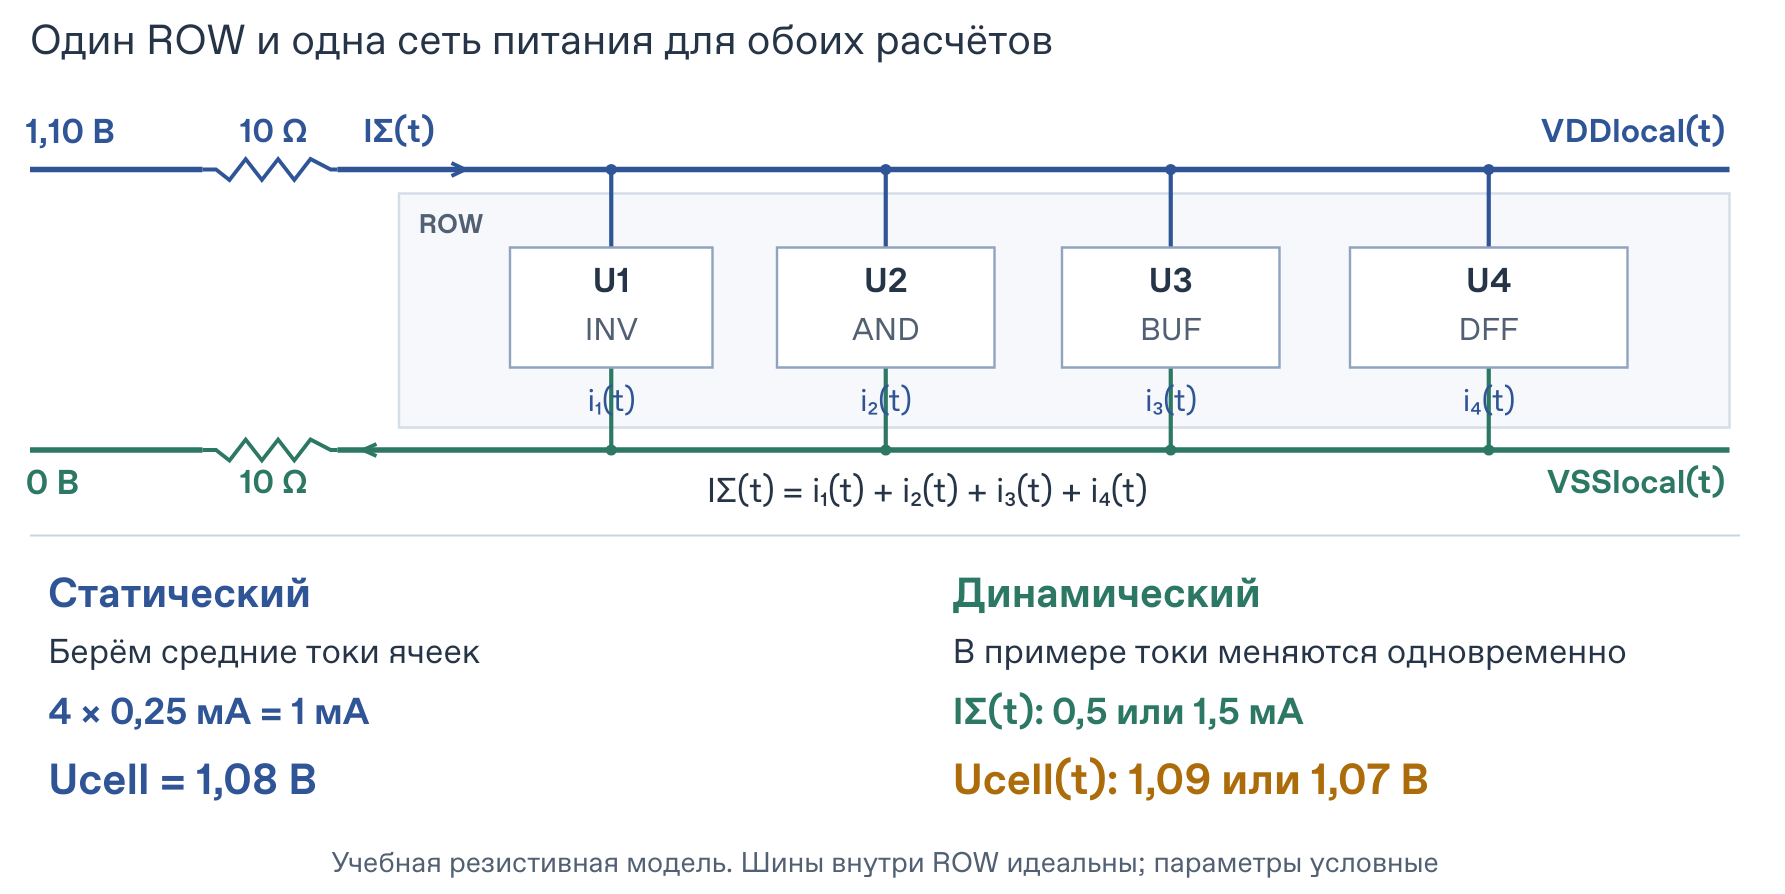 Один ROW и одна сеть питания для обоих расчётов
1,10 В
10 Ω
IΣ(t)
VDDlocal(t)
ROW
U1
INV
U2
AND
U3
BUF
U4
DFF
i₁(t)
i₂(t)
i₃(t)
i₄(t)
0 В
10 Ω
IΣ(t) = i₁(t) + i₂(t) + i₃(t) + i₄(t)
VSSlocal(t)
Статический
Берём средние токи ячеек
4 × 0,25 мА = 1 мА
Ucell = 1,08 В
Динамический
В примере токи меняются одновременно
IΣ(t): 0,5 или 1,5 мА
Ucell(t): 1,09 или 1,07 В
Учебная резистивная модель. Шины внутри ROW идеальны; параметры условные